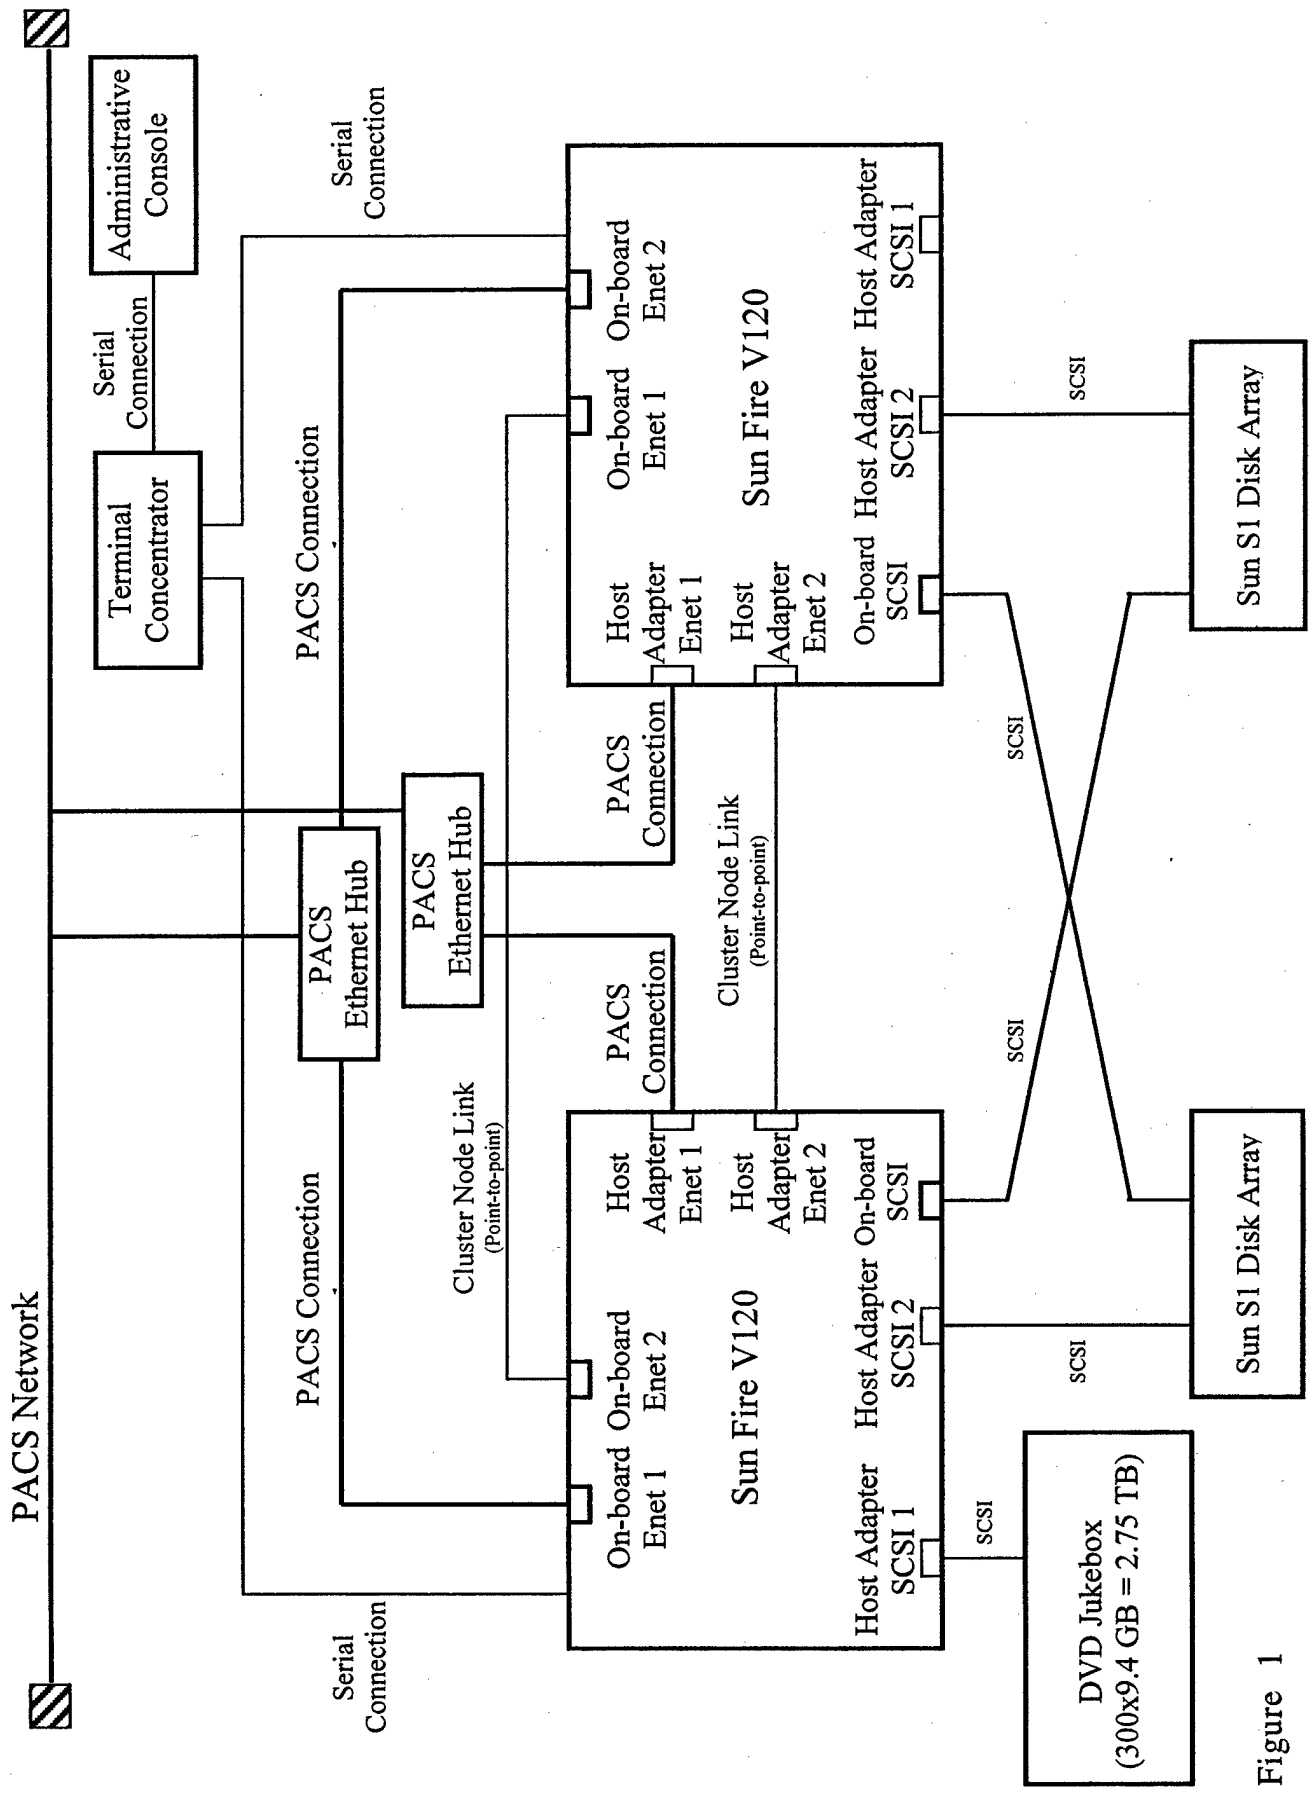 PACS Network
Administrative
Console
Serial
Connection
Terminal
Concentrator
Serial
Connection
Serial
Connection
PACS Connection
PACS
Ethernet Hub
PACS Connection
PACS
Ethernet Hub
Cluster Node Link
(Point-to-point)
PACS
Connection
PACS
Connection
Cluster Node Link
(Point-to-point)
On-board
Enet 1
On-board
Enet 2
Host
Adapter
Enet 1
Host
Adapter
Enet 2
Sun Fire V120
Host Adapter
SCSI 1
Host Adapter
SCSI 2
On-board
SCSI
Host
Adapter
Enet 1
Host
Adapter
Enet 2
On-board
Enet 1
On-board
Enet 2
Sun Fire V120
On-board
SCSI
Host Adapter
SCSI 2
Host Adapter
SCSI 1
SCSI
SCSI
SCSI
SCSI
SCSI
DVD Jukebox
(300x9.4 GB = 2.75 TB)
Sun S1 Disk Array
Sun S1 Disk Array
Figure 1